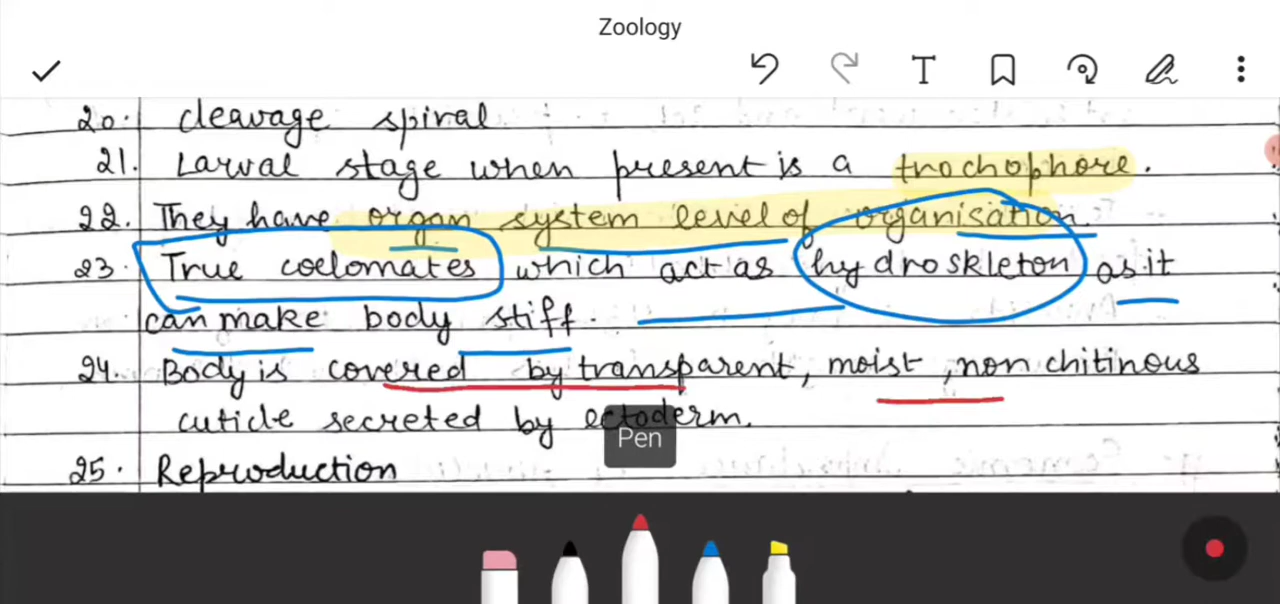 Zoology
T
20. cleavage spiral
21. Larval stage when present is a trochophore.
22. They have organ system level of organisation.
23. True coelomates which act as hydroskleton as it
can make body stiff.
24. Body is covered by transparent, moist, non chitinous
cuticle secreted by ectoderm.
Pen
25. Reproduction